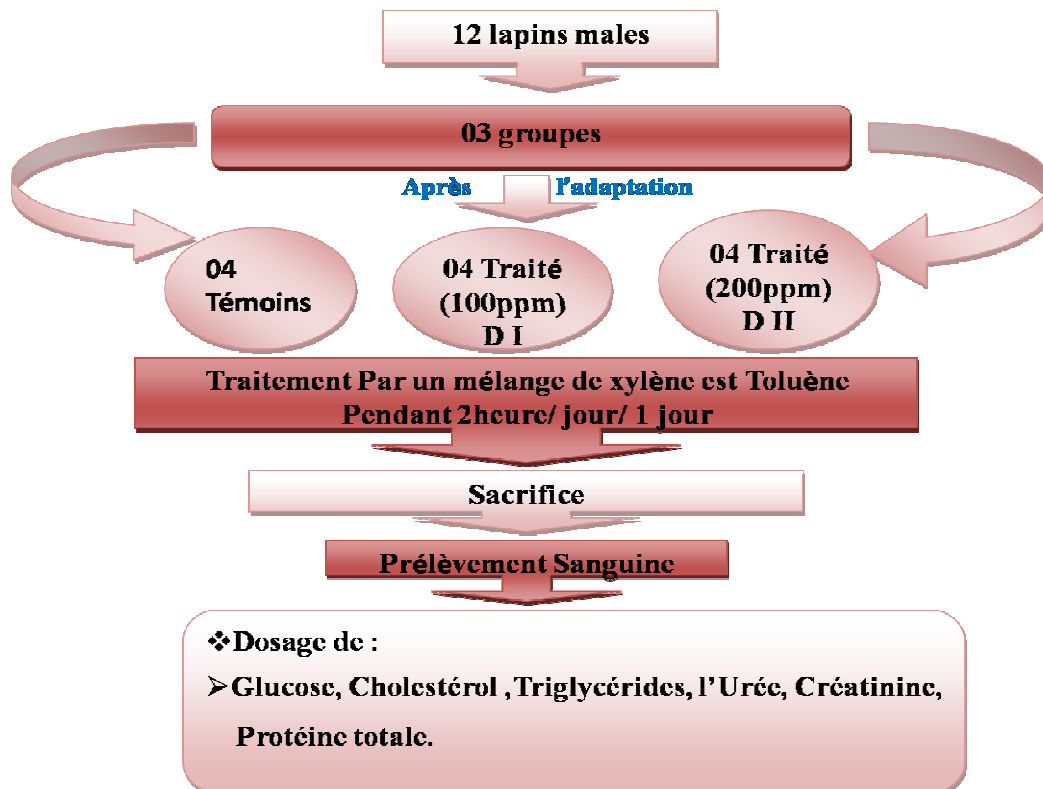 12 lapins males
03 groupes
Après l'adaptation
04
Témoins
04 Traité
(100ppm)
D I
04 Traité
(200ppm)
D II
Traitement Par un mélange de xylène est Toluène
Pendant 2heure/ jour/ 1 jour
Sacrifice
Prélèvement Sanguine
❖Dosage de :
➢Glucose, Cholestérol ,Triglycérides, l’Urée, Créatinine,
Protéine totale.